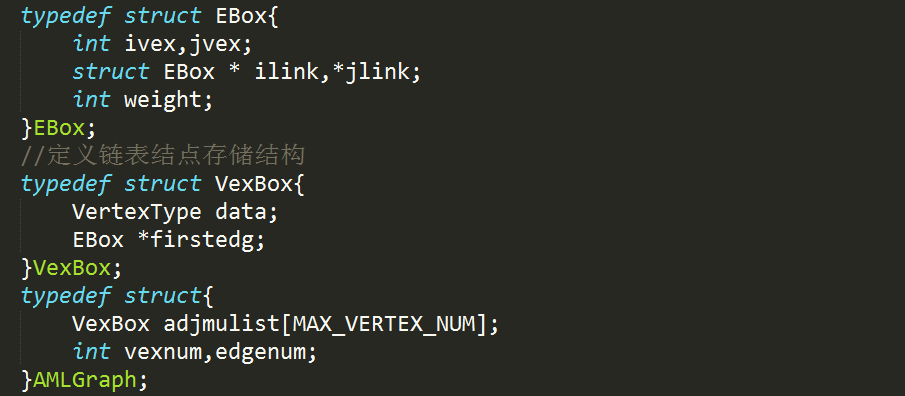 typedef struct EBox{
    int ivex,jvex;
    struct EBox * ilink,*jlink;
    int weight;
}EBox;
//定义链表结点存储结构
typedef struct VexBox{
    VertexType data;
    EBox *firstedg;
}VexBox;
typedef struct{
    VexBox adjmulist[MAX_VERTEX_NUM];
    int vexnum,edgenum;
}AMLGraph;